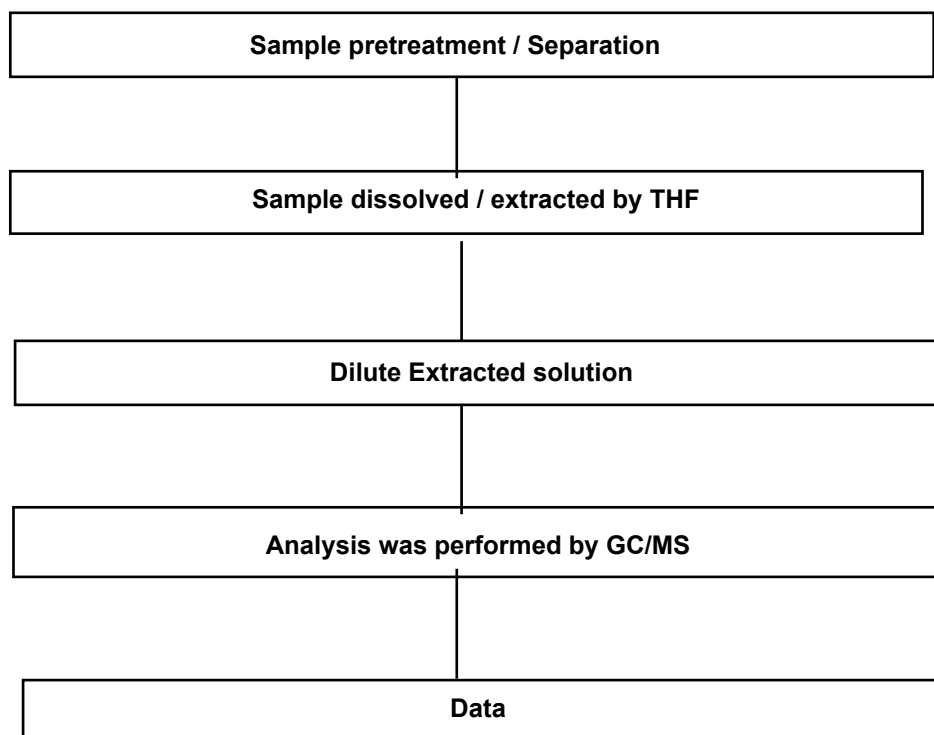 Sample pretreatment / Separation
Sample dissolved / extracted by THF
Dilute Extracted solution
Analysis was performed by GC/MS
Data